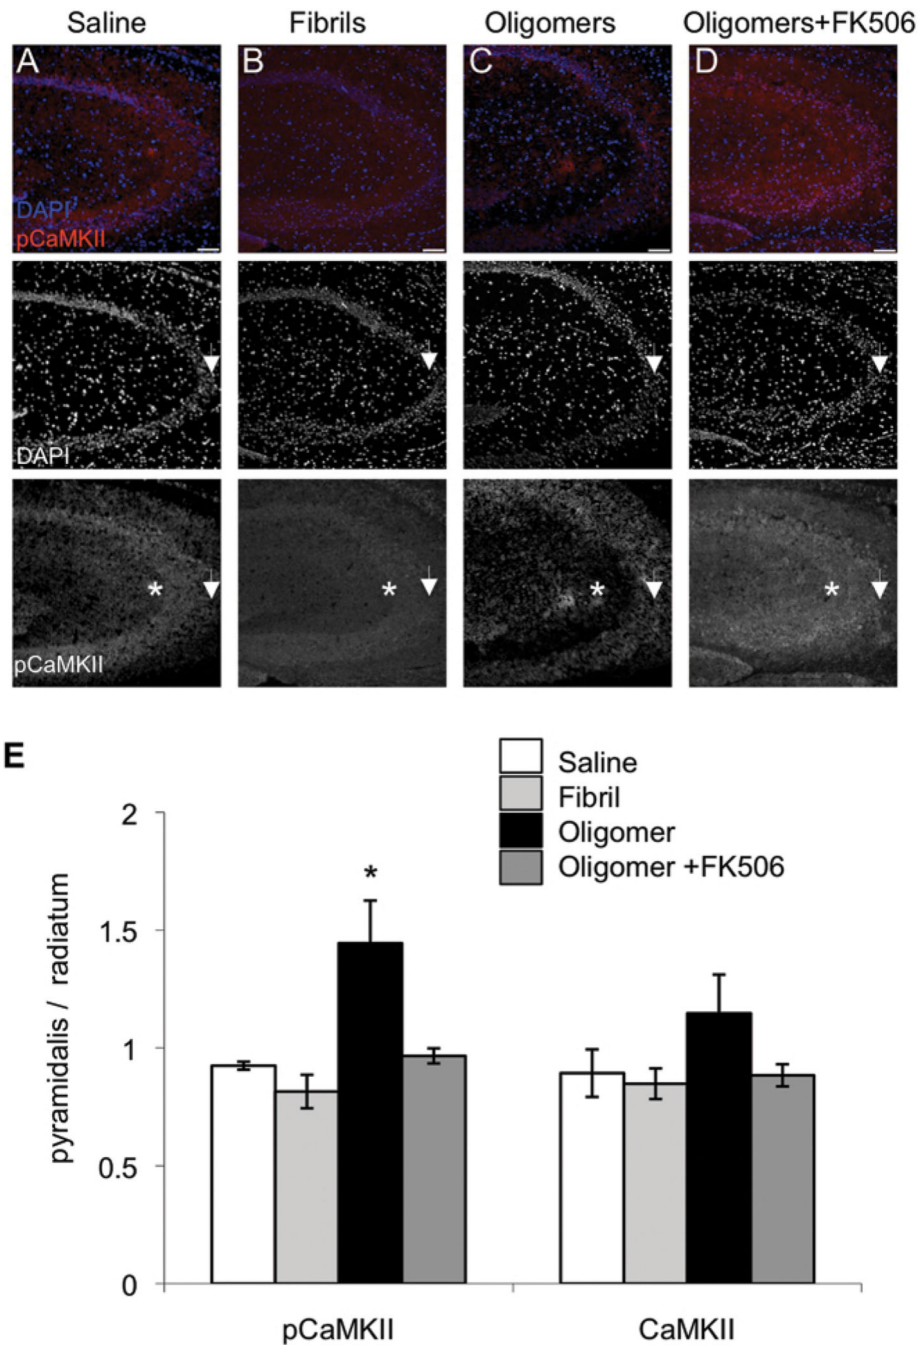 Saline Fibrils Oligomers Oligomers+FK506
A B C D
DAPI
pCaMKII
DAPI
* * * *
pCaMKII
E
Saline
Fibril
Oligomer
Oligomer +FK506
2
*
1.5
1
0.5
0
pyramidalis / radiatum
pCaMKII CaMKII